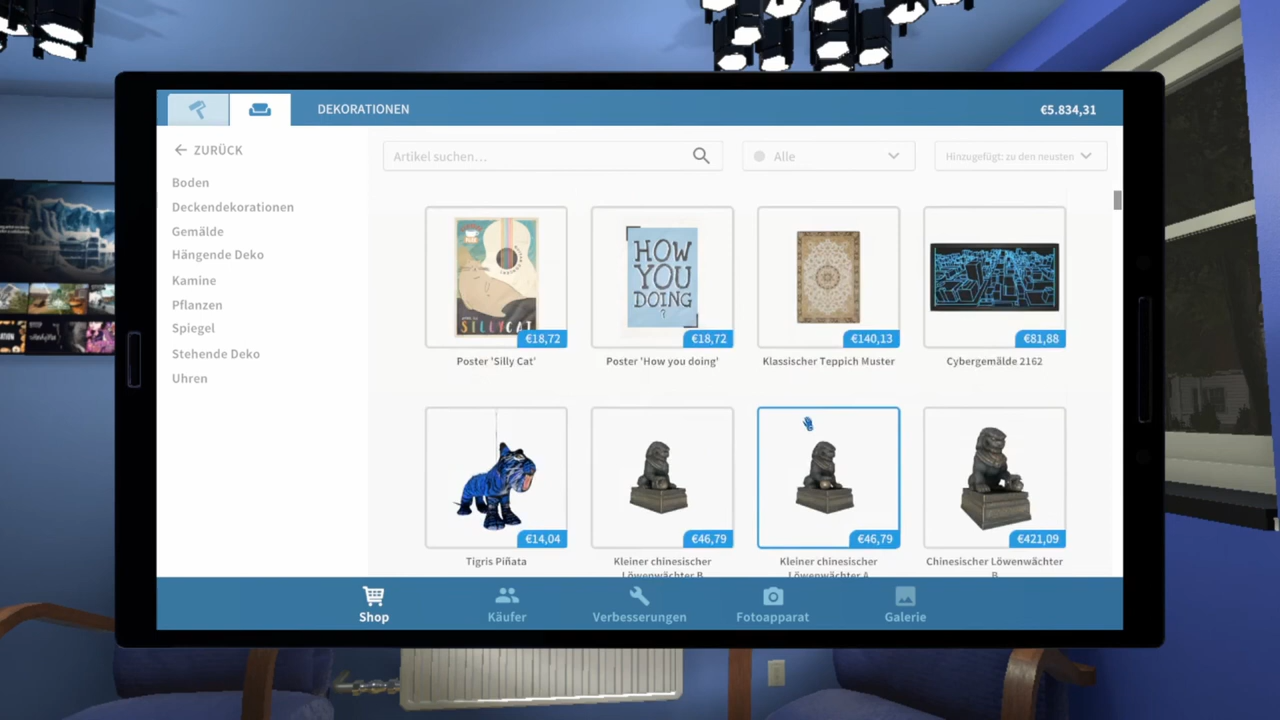 DEKORATIONEN
€5.834,31
ZURÜCK
Artikel suchen...
Alle
Hinzugefügt: zu den neusten
Boden
Deckendekorationen
Gemälde
Hängende Deko
Kamine
Pflanzen
Spiegel
Stehende Deko
Uhren
SILLYCAT
€18,72
Poster 'Silly Cat'
HOW
YOU
DOING
?
€18,72
Poster 'How you doing'
€140,13
Klassischer Teppich Muster
€81,88
Cybergemälde 2162
€14,04
Tigris Piñata
€46,79
Kleiner chinesischer
Löwenwächter B
€46,79
Kleiner chinesischer
Löwenwächter A
€421,09
Chinesischer Löwenwächter
B
Shop
Käufer
Verbesserungen
Fotoapparat
Galerie